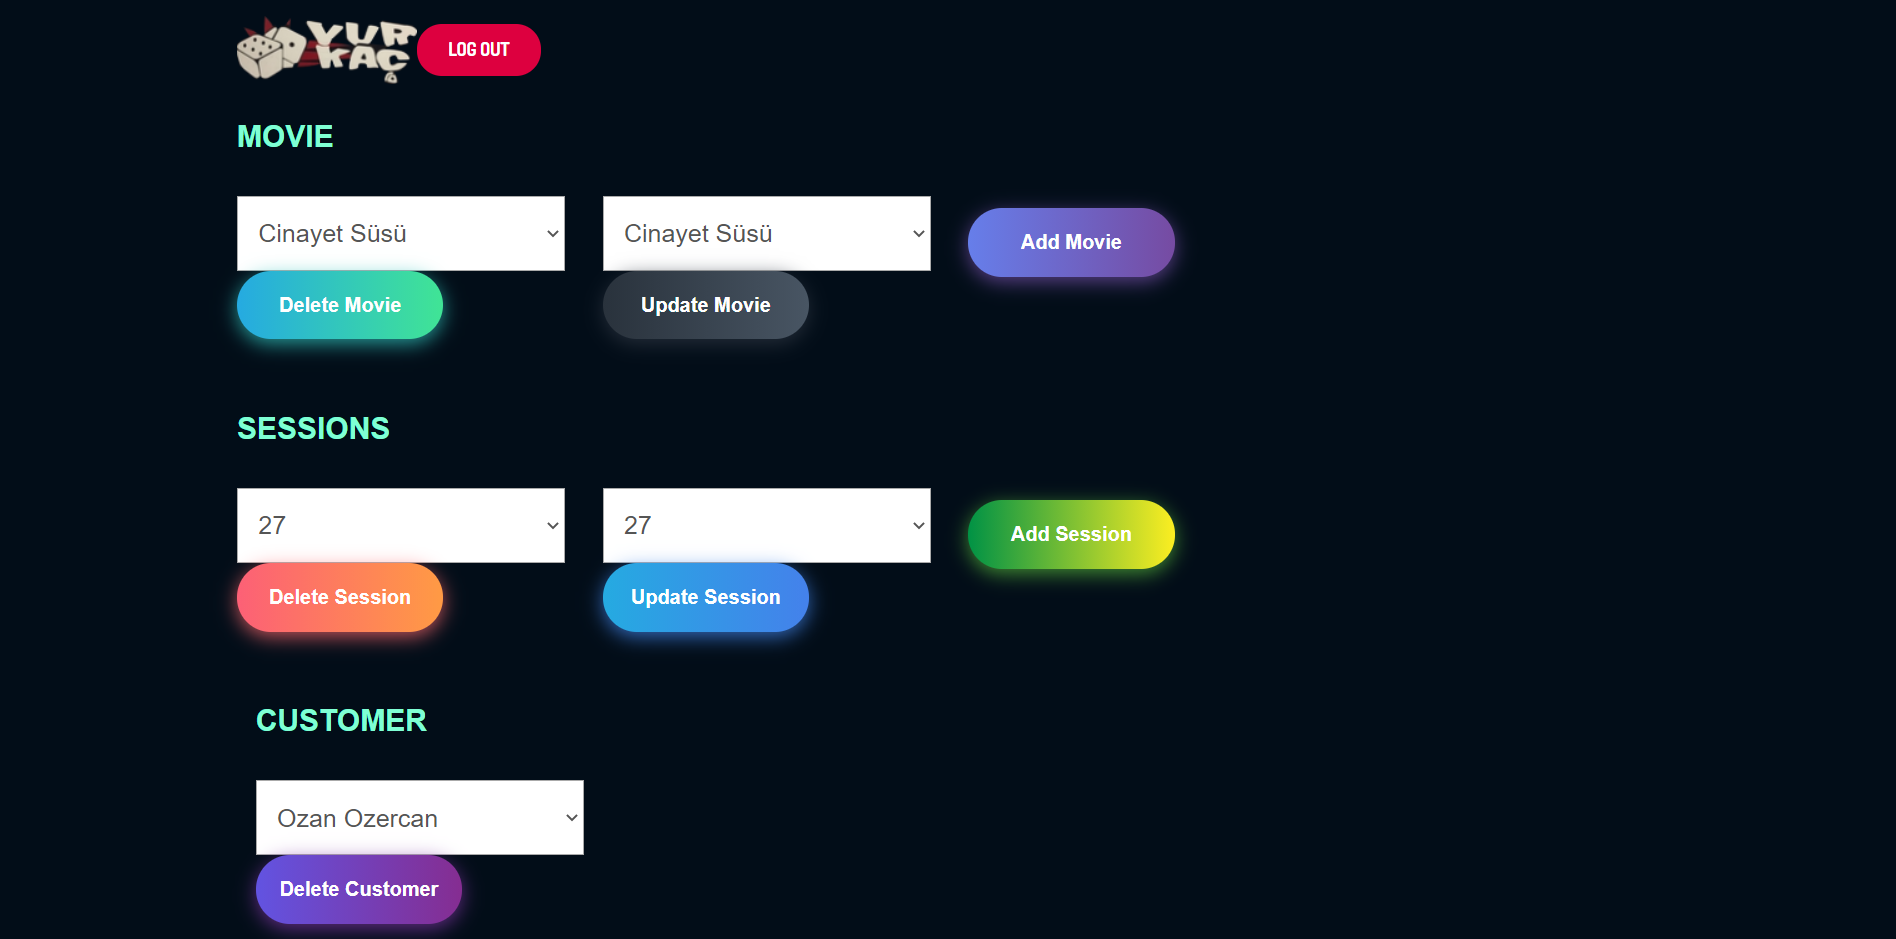 VUR
KAÇ
LOG OUT
MOVIE
Cinayet Süsü
Cinayet Süsü
Add Movie
Delete Movie
Update Movie
SESSIONS
27
27
Add Session
Delete Session
Update Session
CUSTOMER
Ozan Ozercan
Delete Customer